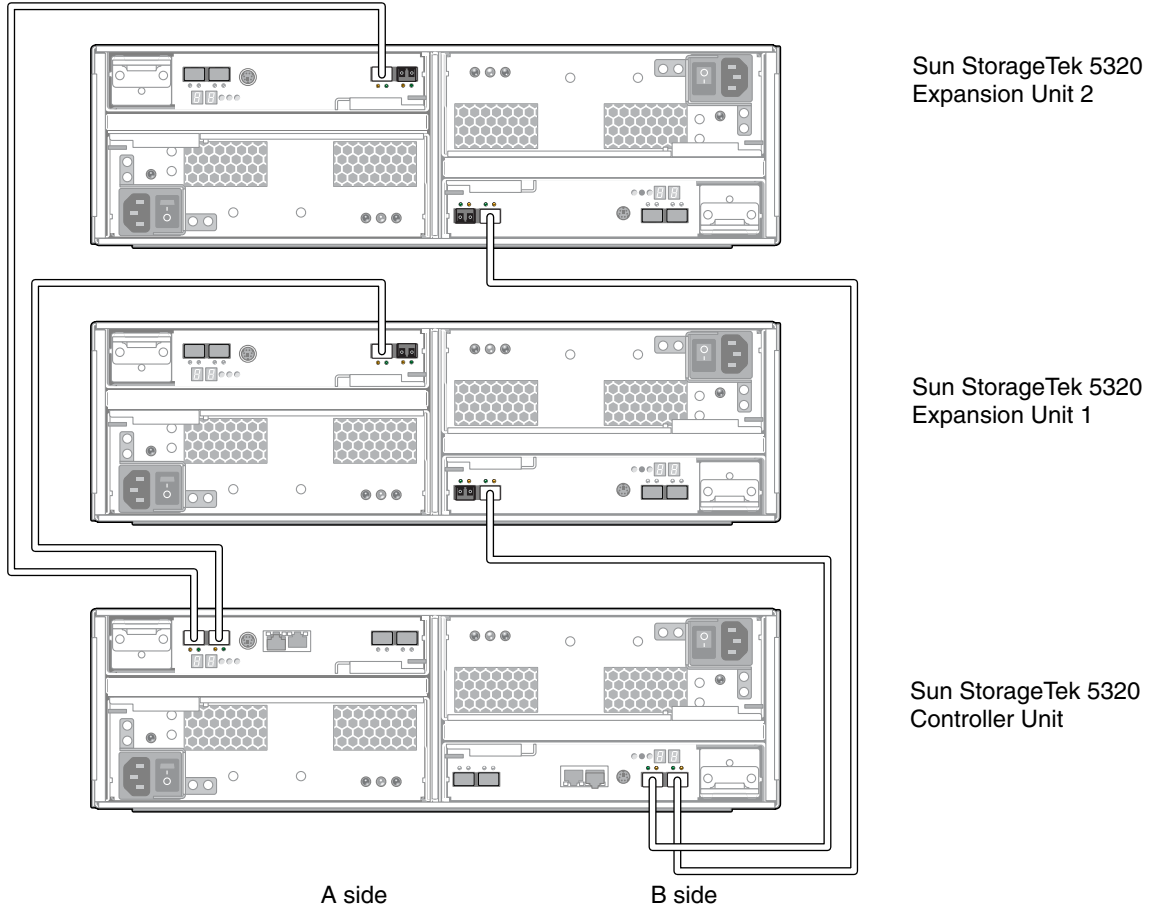 Sun StorageTek 5320
Expansion Unit 2
Sun StorageTek 5320
Expansion Unit 1
Sun StorageTek 5320
Controller Unit
A side
B side